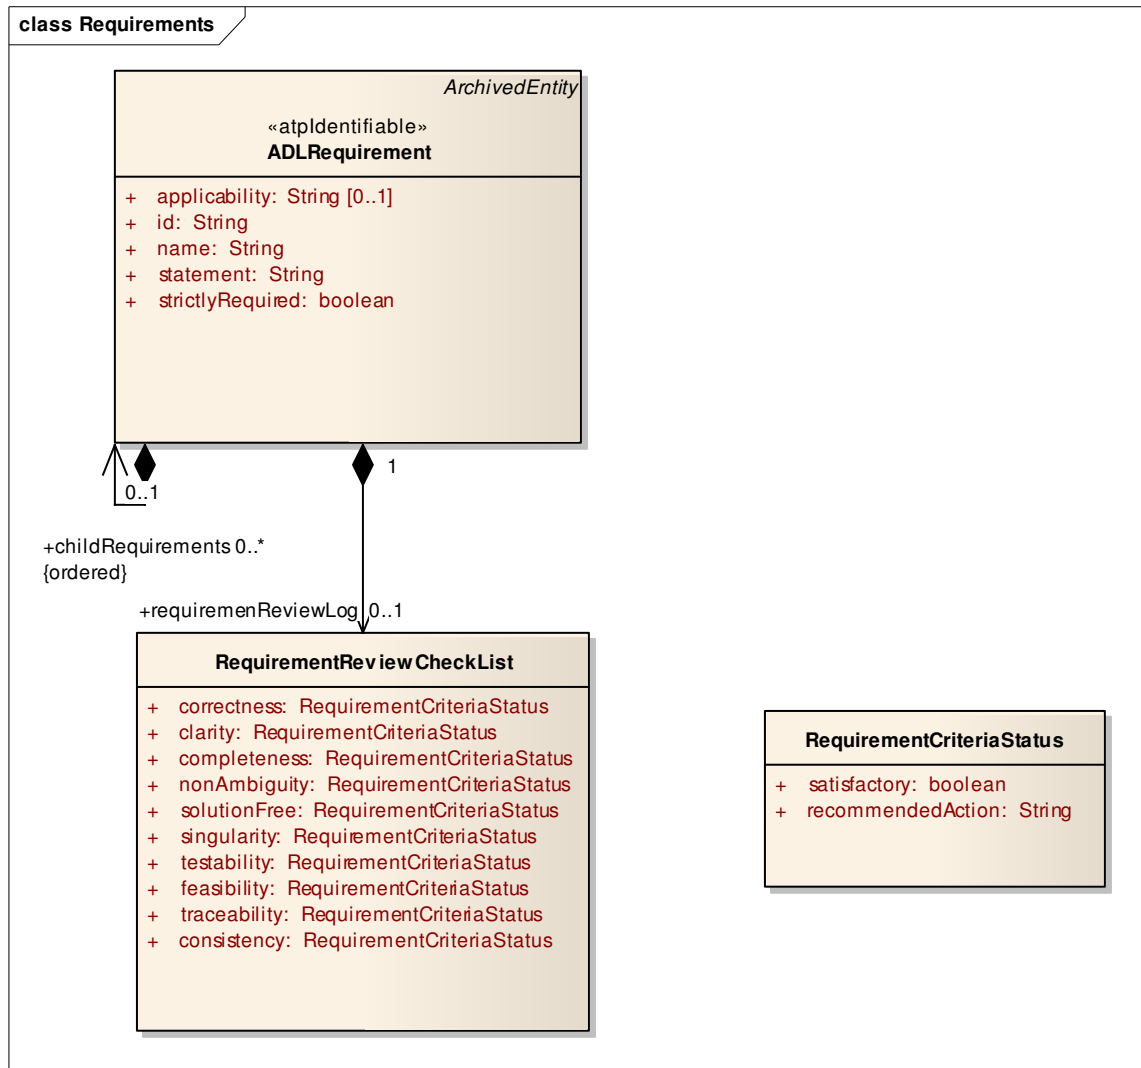 class Requirements
ArchivedEntity
«atpIdentifiable»
ADLRequirement
+ applicability: String [0..1]
+ id: String
+ name: String
+ statement: String
+ strictlyRequired: boolean
1
0..1
+childRequirements 0..*
{ordered}
+requiremenReviewLog 0..1
RequirementReviewCheckList
+ correctness: RequirementCriteriaStatus
+ clarity: RequirementCriteriaStatus
+ completeness: RequirementCriteriaStatus
+ nonAmbiguity: RequirementCriteriaStatus
+ solutionFree: RequirementCriteriaStatus
+ singularity: RequirementCriteriaStatus
+ testability: RequirementCriteriaStatus
+ feasibility: RequirementCriteriaStatus
+ traceability: RequirementCriteriaStatus
+ consistency: RequirementCriteriaStatus
RequirementCriteriaStatus
+ satisfactory: boolean
+ recommendedAction: String